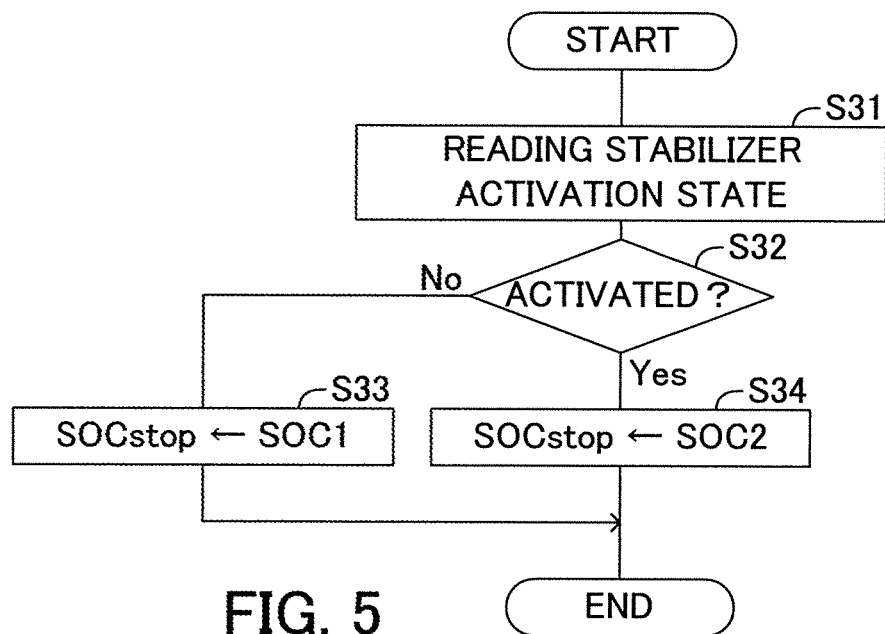 START
S31
READING STABILIZER
ACTIVATION STATE
S32
No
ACTIVATED?
Yes
S33
S34
SOCstop ← SOC1
SOCstop ← SOC2
END
FIG. 5